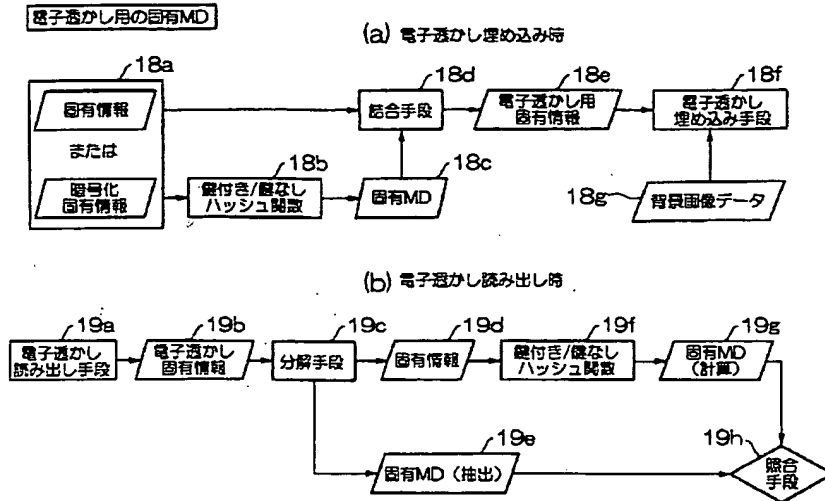 電子透かし用の固有MD
(a) 電子透かし埋め込み時
18a
固有情報
または
暗号化
固有情報
18b
鍵付き/鍵なし
ハッシュ関数
18c
固有MD
18d
結合手段
18e
電子透かし用
固有情報
18f
電子透かし
埋め込み手段
18g
背景画像データ
(b) 電子透かし読み出し時
19a
電子透かし
読み出し手段
19b
電子透かし
固有情報
19c
分解手段
19d
固有情報
19f
鍵付き/鍵なし
ハッシュ関数
19g
固有MD
(計算)
19e
固有MD (抽出)
19h
照合
手段